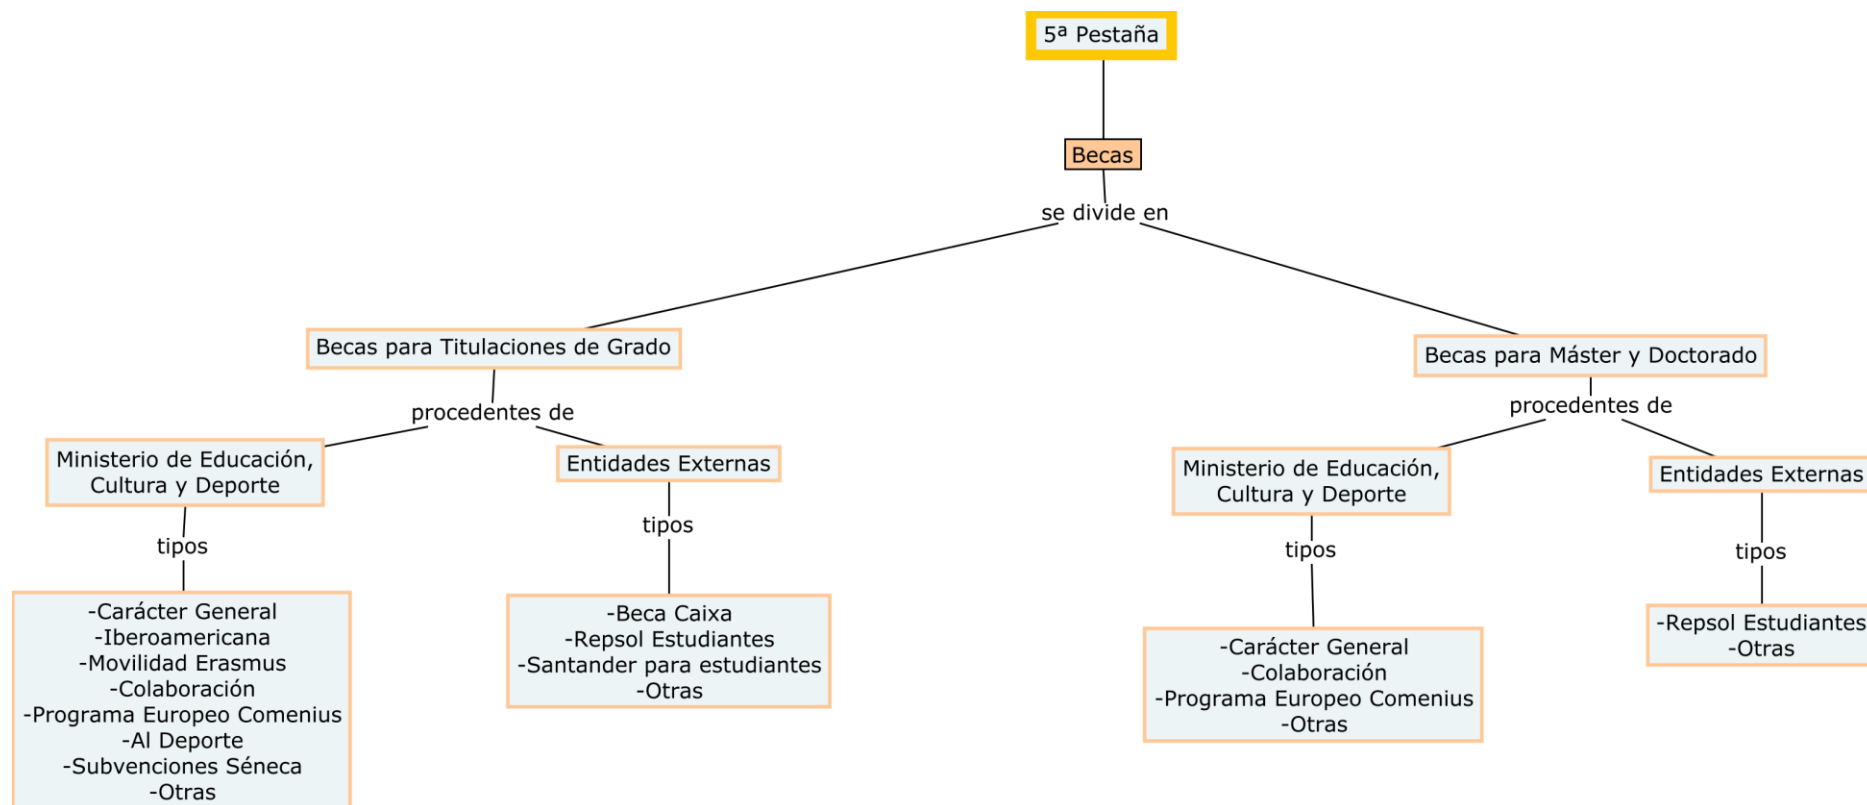 5ª Pestaña
Becas
se divide en
Becas para Titulaciones de Grado
procedentes de
Ministerio de Educación,
Cultura y Deporte
tipos
-Carácter General
-Iberoamericana
-Movilidad Erasmus
-Colaboración
-Programa Europeo Comenius
-Al Deporte
-Subvenciones Séneca
-Otras
Entidades Externas
tipos
-Beca Caixa
-Repsol Estudiantes
-Santander para estudiantes
-Otras
Becas para Máster y Doctorado
procedentes de
Ministerio de Educación,
Cultura y Deporte
tipos
-Carácter General
-Colaboración
-Programa Europeo Comenius
-Otras
Entidades Externas
tipos
-Repsol Estudiantes
-Otras